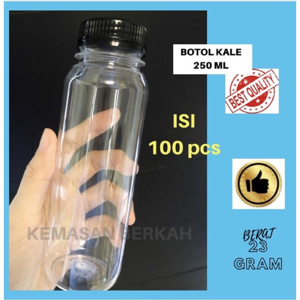 BOTOL KALE
250 ML
BEST QUALITY
ISI
100 pcs
KEMASAN BERKAH
BERAT
23
GRAM